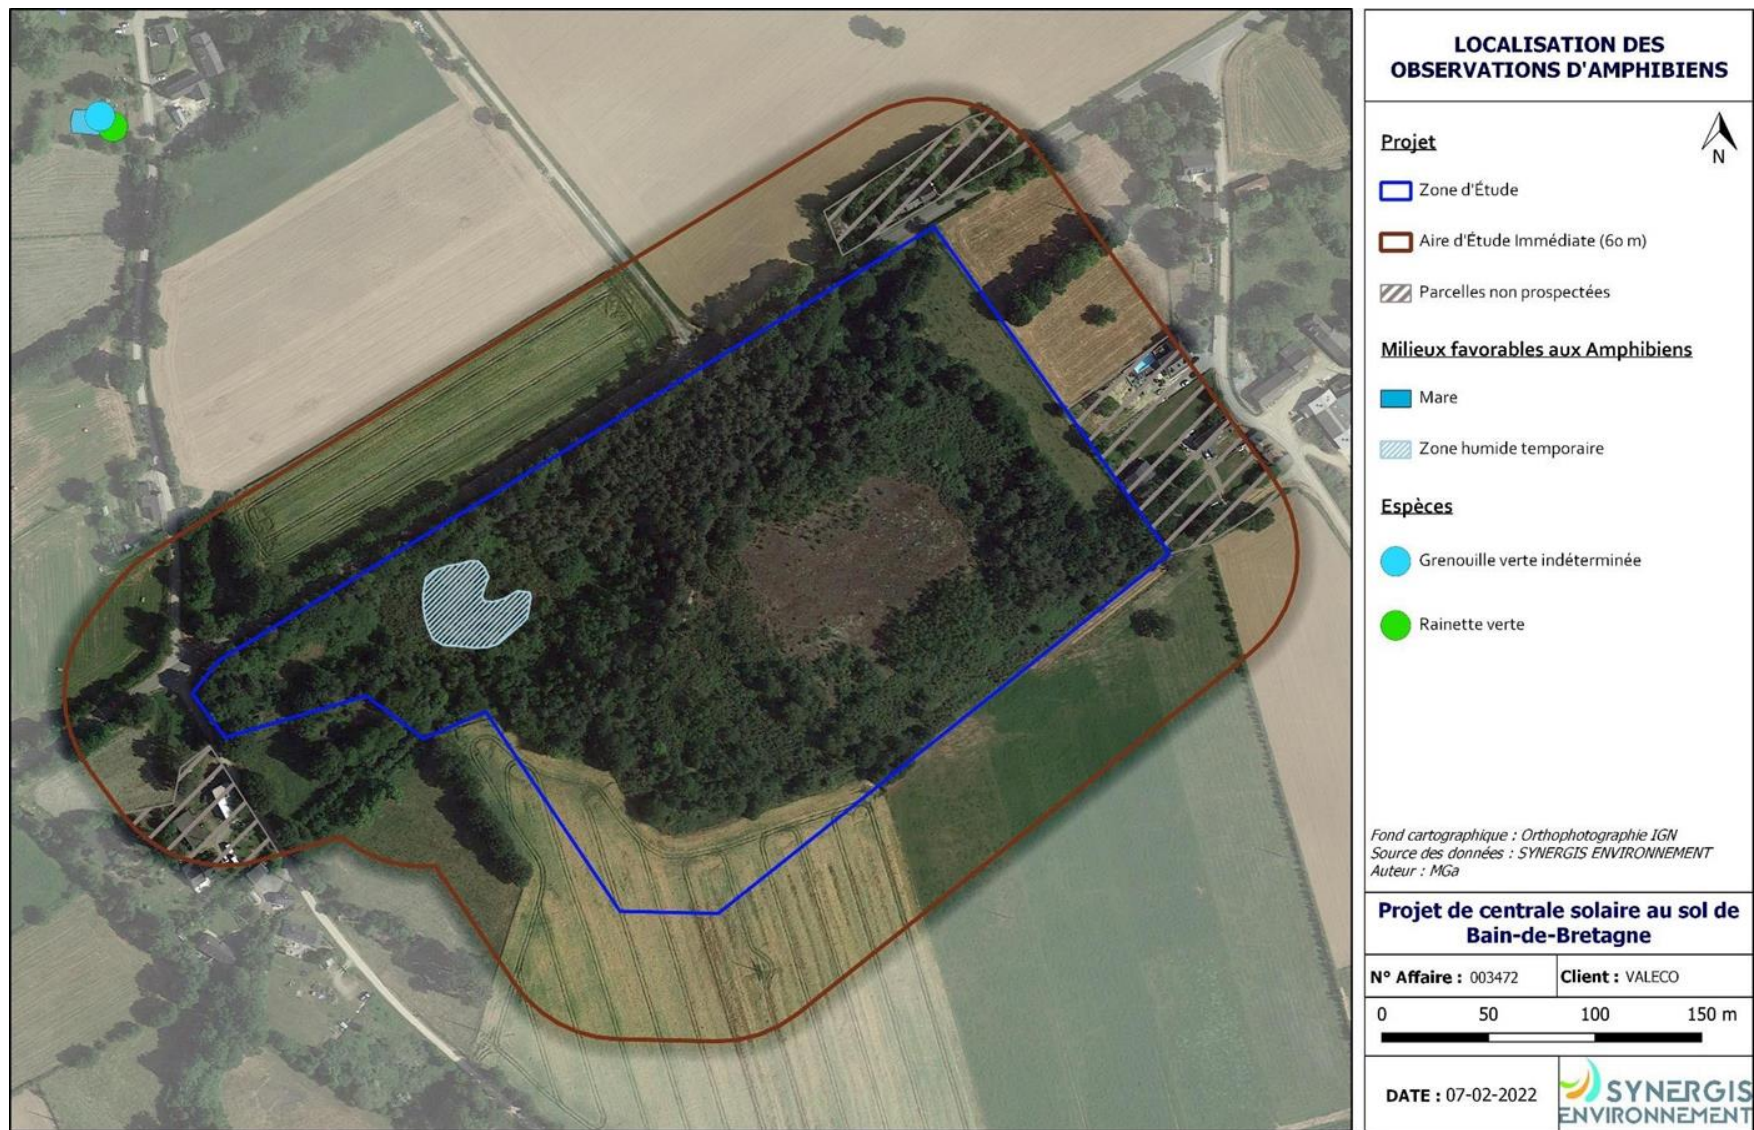 LOCALISATION DES
OBSERVATIONS D'AMPHIBIENS
N
Projet
Zone d'Étude
Aire d'Étude Immédiate (60 m)
Parcelles non prospectées
Milieux favorables aux Amphibiens
Mare
Zone humide temporaire
Espèces
Grenouille verte indéterminée
Rainette verte
Fond cartographique : Orthophotographie IGN
Source des données : SYNERGIS ENVIRONNEMENT
Auteur : MGa
Projet de centrale solaire au sol de
Bain-de-Bretagne
N° Affaire : 003472 Client : VALECO
0 50 100 150 m
DATE : 07-02-2022
SYNERGIS
ENVIRONNEMENT